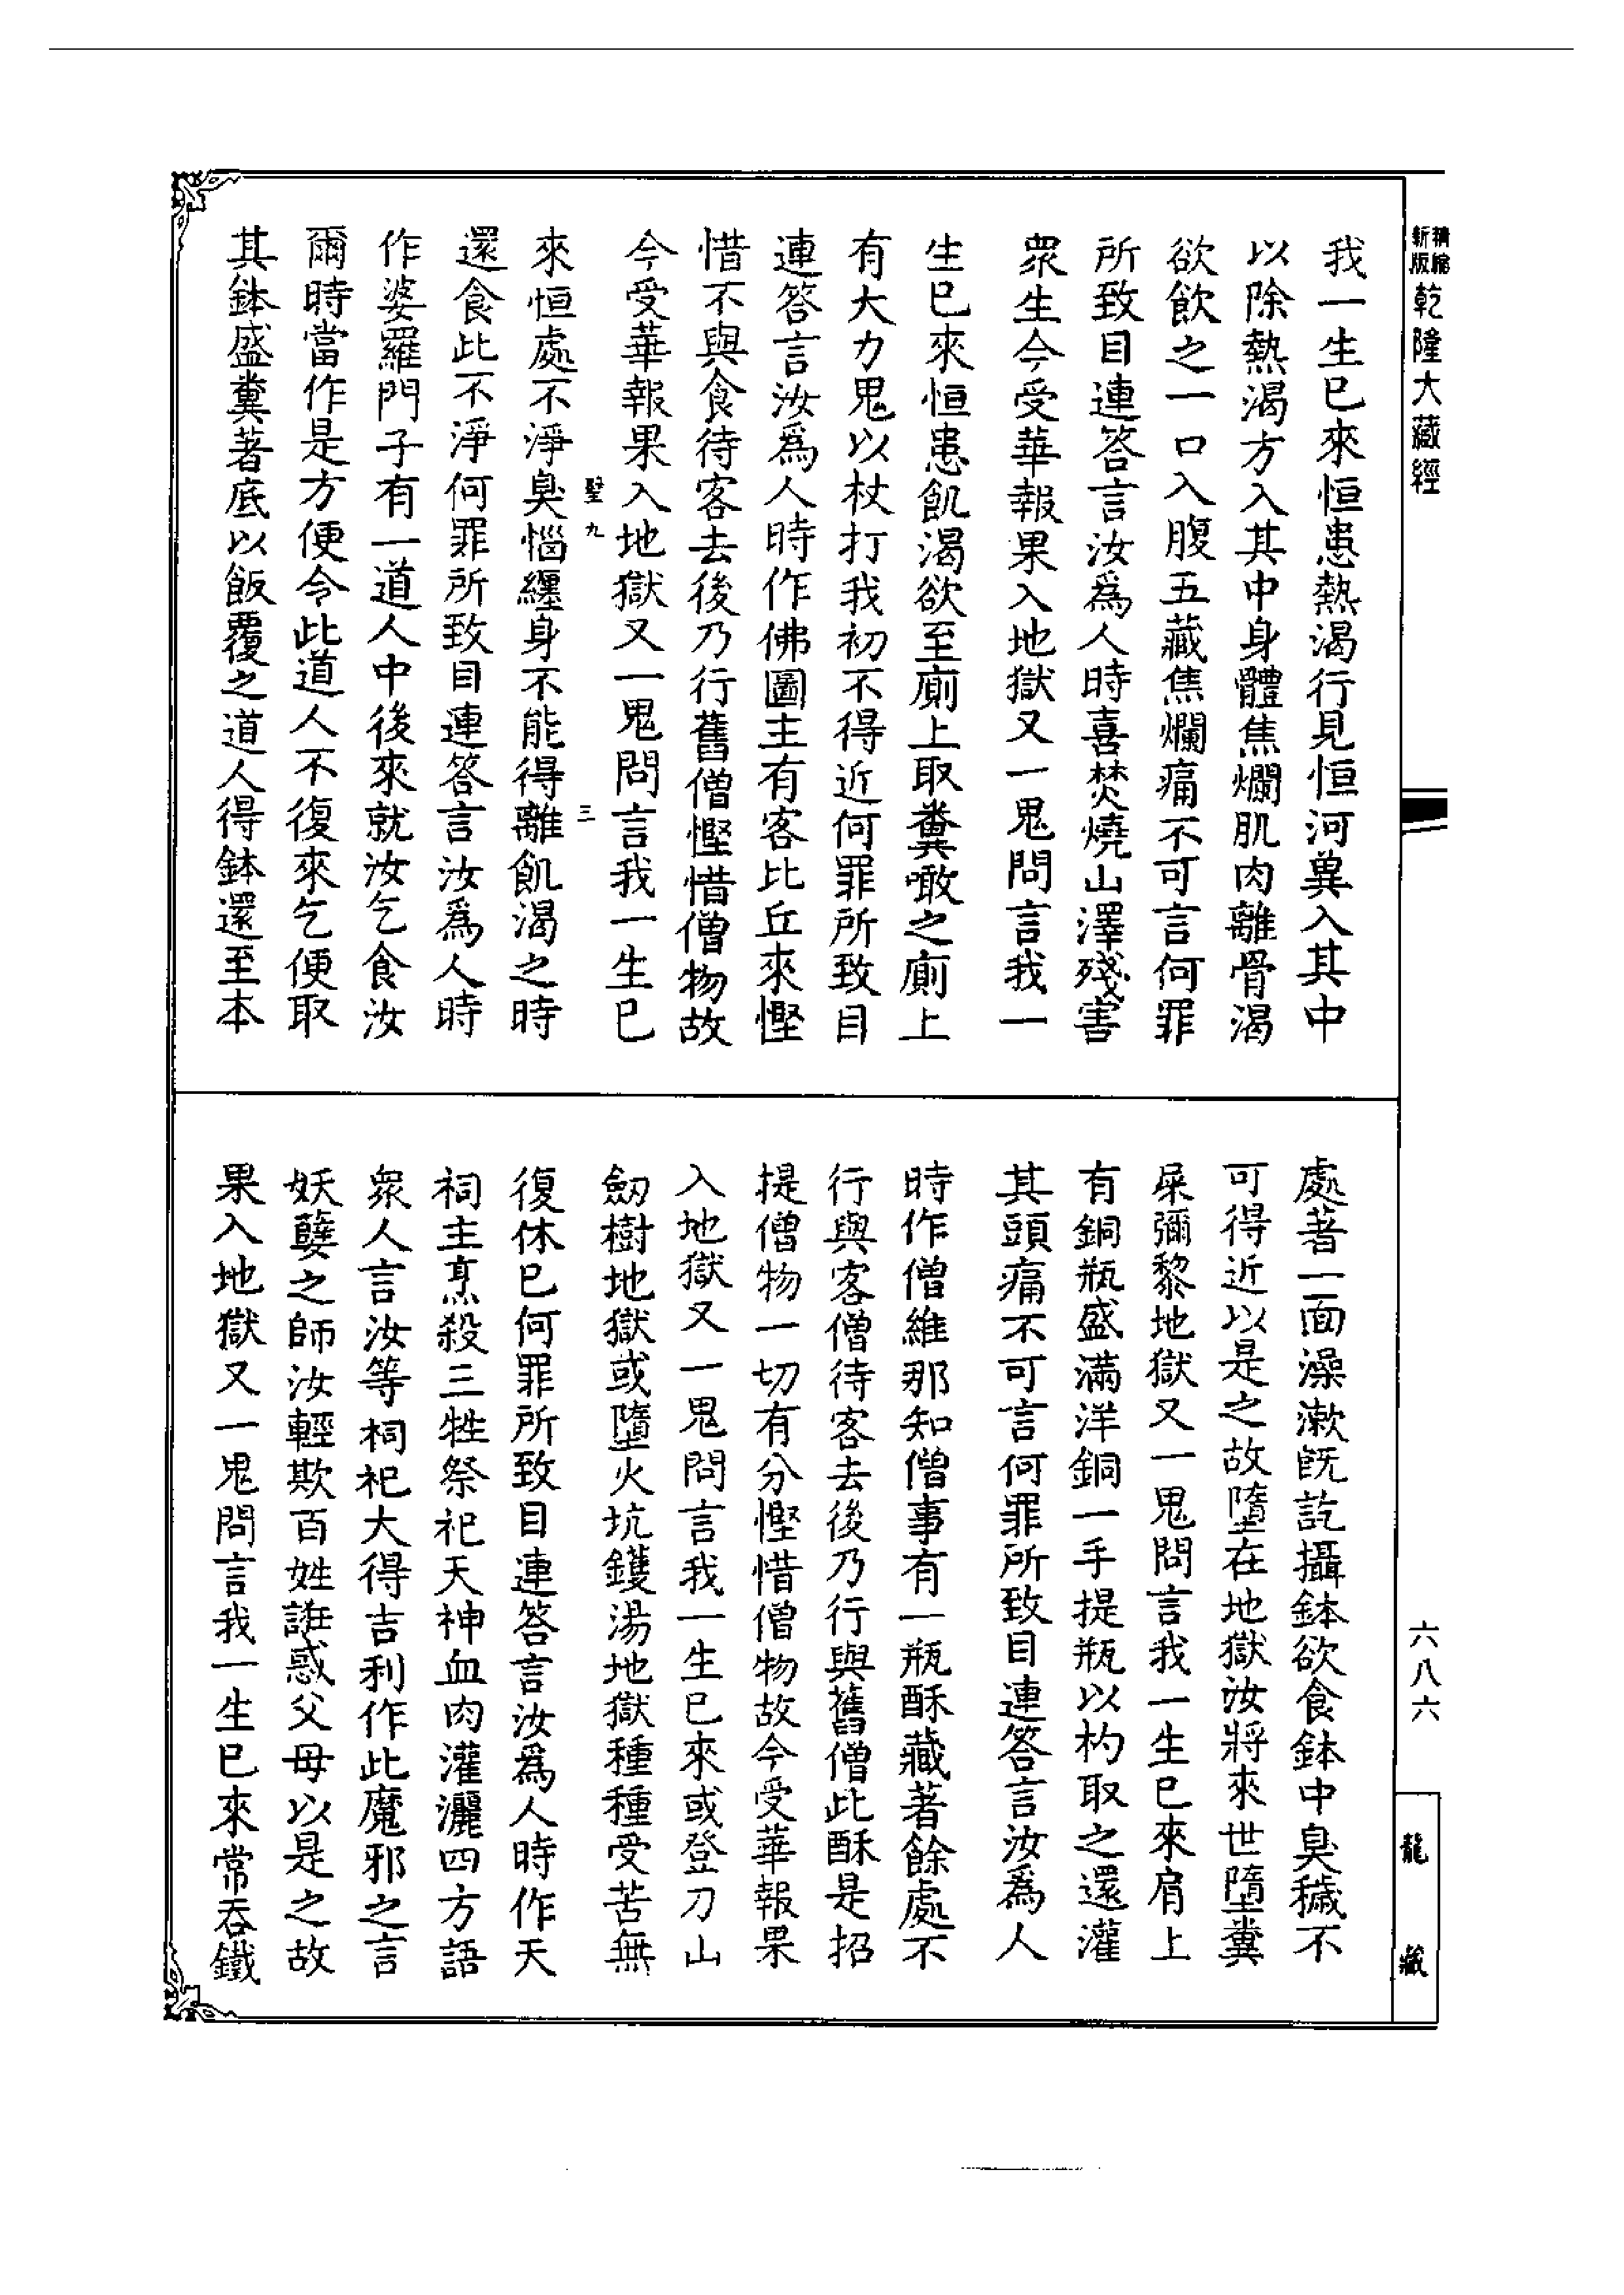 精縮新版乾隆大藏經
我一生已來恒患熱渴行見恒河冀入其中
以除熱渴方入其中身體焦爛肌肉離骨渴
欲飲之一口入腹五藏焦爛痛不可言何罪
所致目連答言汝為人時喜焚燒山澤殘害
眾生今受華報果入地獄又一鬼問言我一
生已來恒患飢渴欲至廁上取糞噉之廁上
有大力鬼以杖打我初不得近何罪所致目
連答言汝為人時作佛圖主有客比丘來慳
惜不與食待客去後乃行舊僧慳惜僧物故
今受華報果入地獄又一鬼問言我一生已
聖九 三
來恒處不淨臭惱纏身不能得離飢渴之時
還食此不淨何罪所致目連答言汝為人時
作婆羅門子有一道人中後來就汝乞食汝
爾時當作是方便令此道人不復來乞便取
其鉢盛糞著底以飯覆之道人得鉢還至本
處著一面澡漱既訖攝鉢欲食鉢中臭穢不
可得近以是之故墮在地獄汝將來世墮糞
屎彌黎地獄又一鬼問言我一生已來肩上
有銅瓶盛滿洋銅一手提瓶以杓取之還灌
其頭痛不可言何罪所致目連答言汝為人
時作僧維那知僧事有一瓶酥藏著餘處不
行與客僧待客去後乃行與舊僧此酥是招
提僧物一切有分慳惜僧物故今受華報果
入地獄又一鬼問言我一生已來或登刀山
劒樹地獄或墮火坑鑊湯地獄種種受苦無
復休已何罪所致目連答言汝為人時作天
祠主烹殺三牲祭祀天神血肉灌灑四方語
眾人言汝等祠祀大得吉利作此魔邪之言
妖孽之師汝輕欺百姓誑惑父母以是之故
果入地獄又一鬼問言我一生已來常吞鐵
六八六
龍藏